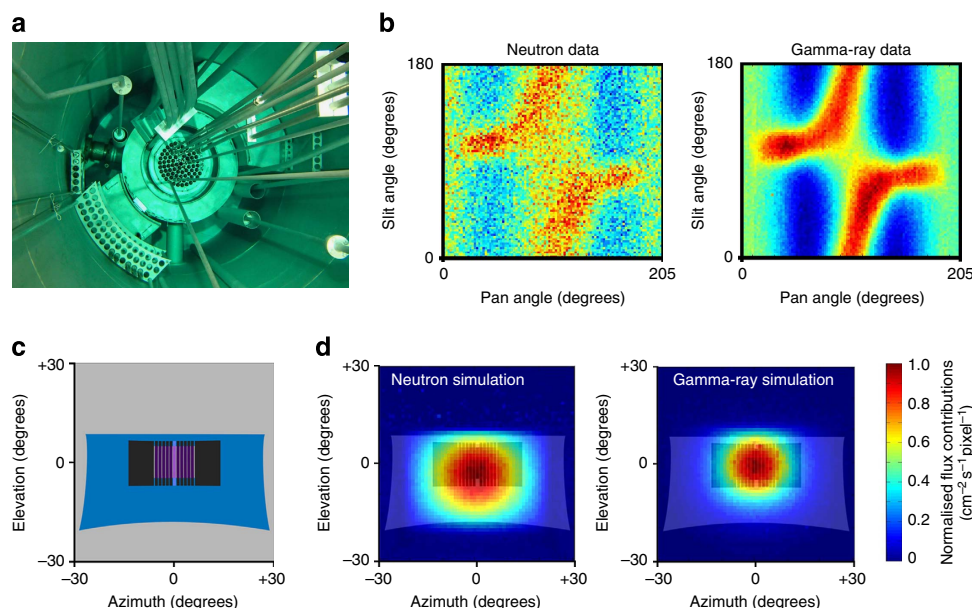 a
b
Neutron data
180
0
Slit angle (degrees)
0
205
Pan angle (degrees)
Gamma-ray data
180
0
Slit angle (degrees)
0
205
Pan angle (degrees)
c
+30
0
−30
Elevation (degrees)
−30
0
+30
Azimuth (degrees)
d
Neutron simulation
+30
0
−30
Elevation (degrees)
−30
0
+30
Azimuth (degrees)
Gamma-ray simulation
+30
0
−30
Elevation (degrees)
−30
0
+30
Azimuth (degrees)
1.0
0.8
0.6
0.4
0.2
0
Normalised flux contributions
(cm⁻² s⁻¹ pixel⁻¹)